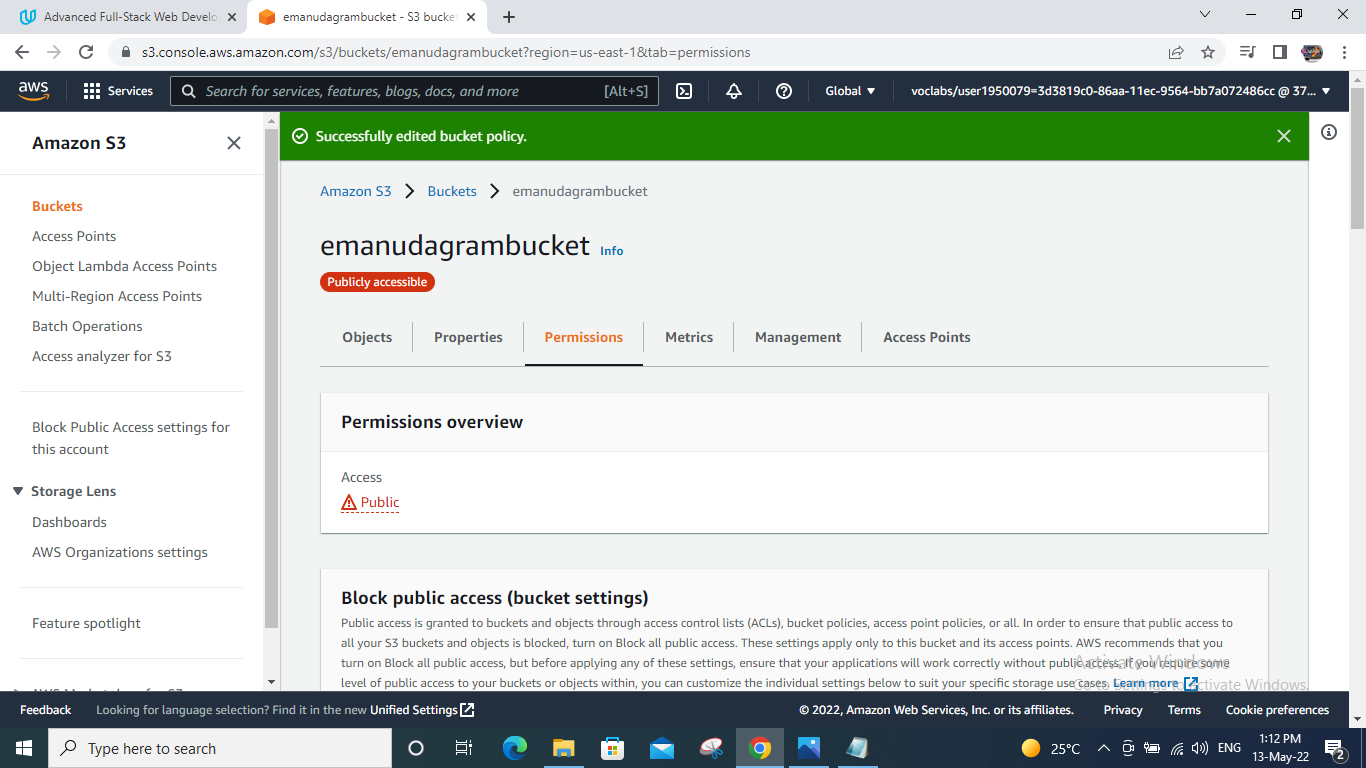 Advanced Full-Stack Web Develo
emanudagrambucket - S3 bucket
s3.console.aws.amazon.com/s3/buckets/emanudagrambucket?region=us-east-1&tab=permissions
aws
Services
Search for services, features, blogs, docs, and more
[Alt+S]
Global
voclabs/user1950079=3d3819c0-86aa-11ec-9564-bb7a072486cc @ 37...
Amazon S3
Buckets
Access Points
Object Lambda Access Points
Multi-Region Access Points
Batch Operations
Access analyzer for S3
Block Public Access settings for
this account
Storage Lens
Dashboards
AWS Organizations settings
Feature spotlight
Successfully edited bucket policy.
Amazon S3 > Buckets > emanudagrambucket
emanudagrambucket Info
Publicly accessible
Objects
Properties
Permissions
Metrics
Management
Access Points
Permissions overview
Access
Public
Block public access (bucket settings)
Public access is granted to buckets and objects through access control lists (ACLs), bucket policies, access point policies, or all. In order to ensure that public access to
all your S3 buckets and objects is blocked, turn on Block all public access. These settings apply only to this bucket and its access points. AWS recommends that you
turn on Block all public access, but before applying any of these settings, ensure that your applications will work correctly without public access. If you require some
level of public access to your buckets or objects within, you can customize the individual settings below to suit your specific storage use cases. Learn more
Activate Windows
Go to Settings to activate Windows.
Feedback
Looking for language selection? Find it in the new Unified Settings
© 2022, Amazon Web Services, Inc. or its affiliates.
Privacy
Terms
Cookie preferences
Type here to search
25°C
ENG
1:12 PM
13-May-22
2